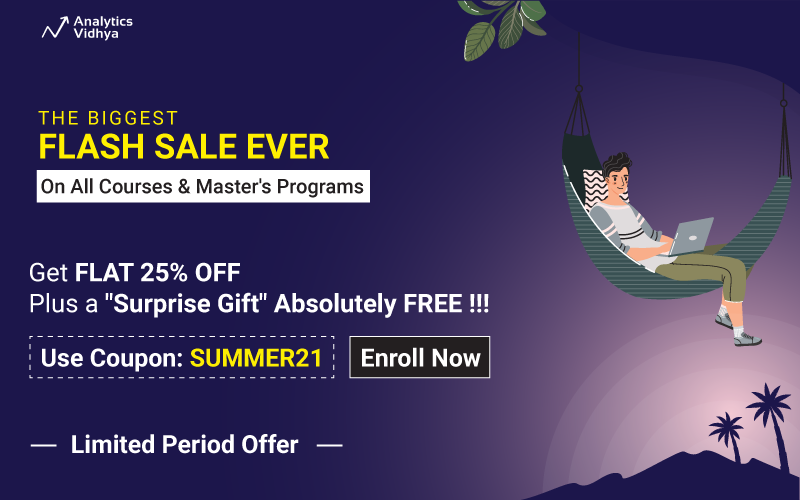 Analytics
Vidhya
THE BIGGEST
FLASH SALE EVER
On All Courses & Master's Programs
Get FLAT 25% OFF
Plus a "Surprise Gift" Absolutely FREE !!!
Use Coupon: SUMMER21
Enroll Now
Limited Period Offer